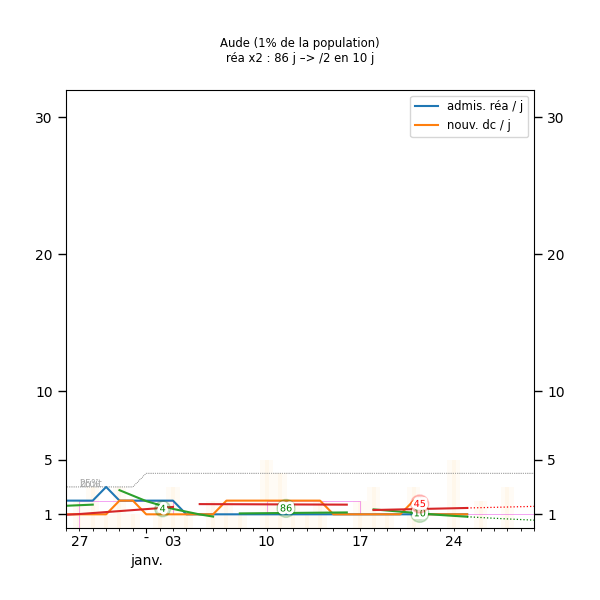 Aude (1% de la population)
réa x2 : 86 j –> /2 en 10 j
admis. réa / j
nouv. dc / j
30 30
20 20
10 10
5 5
1 1
4
86
45
10
27 - 03 10 17 24
janv.